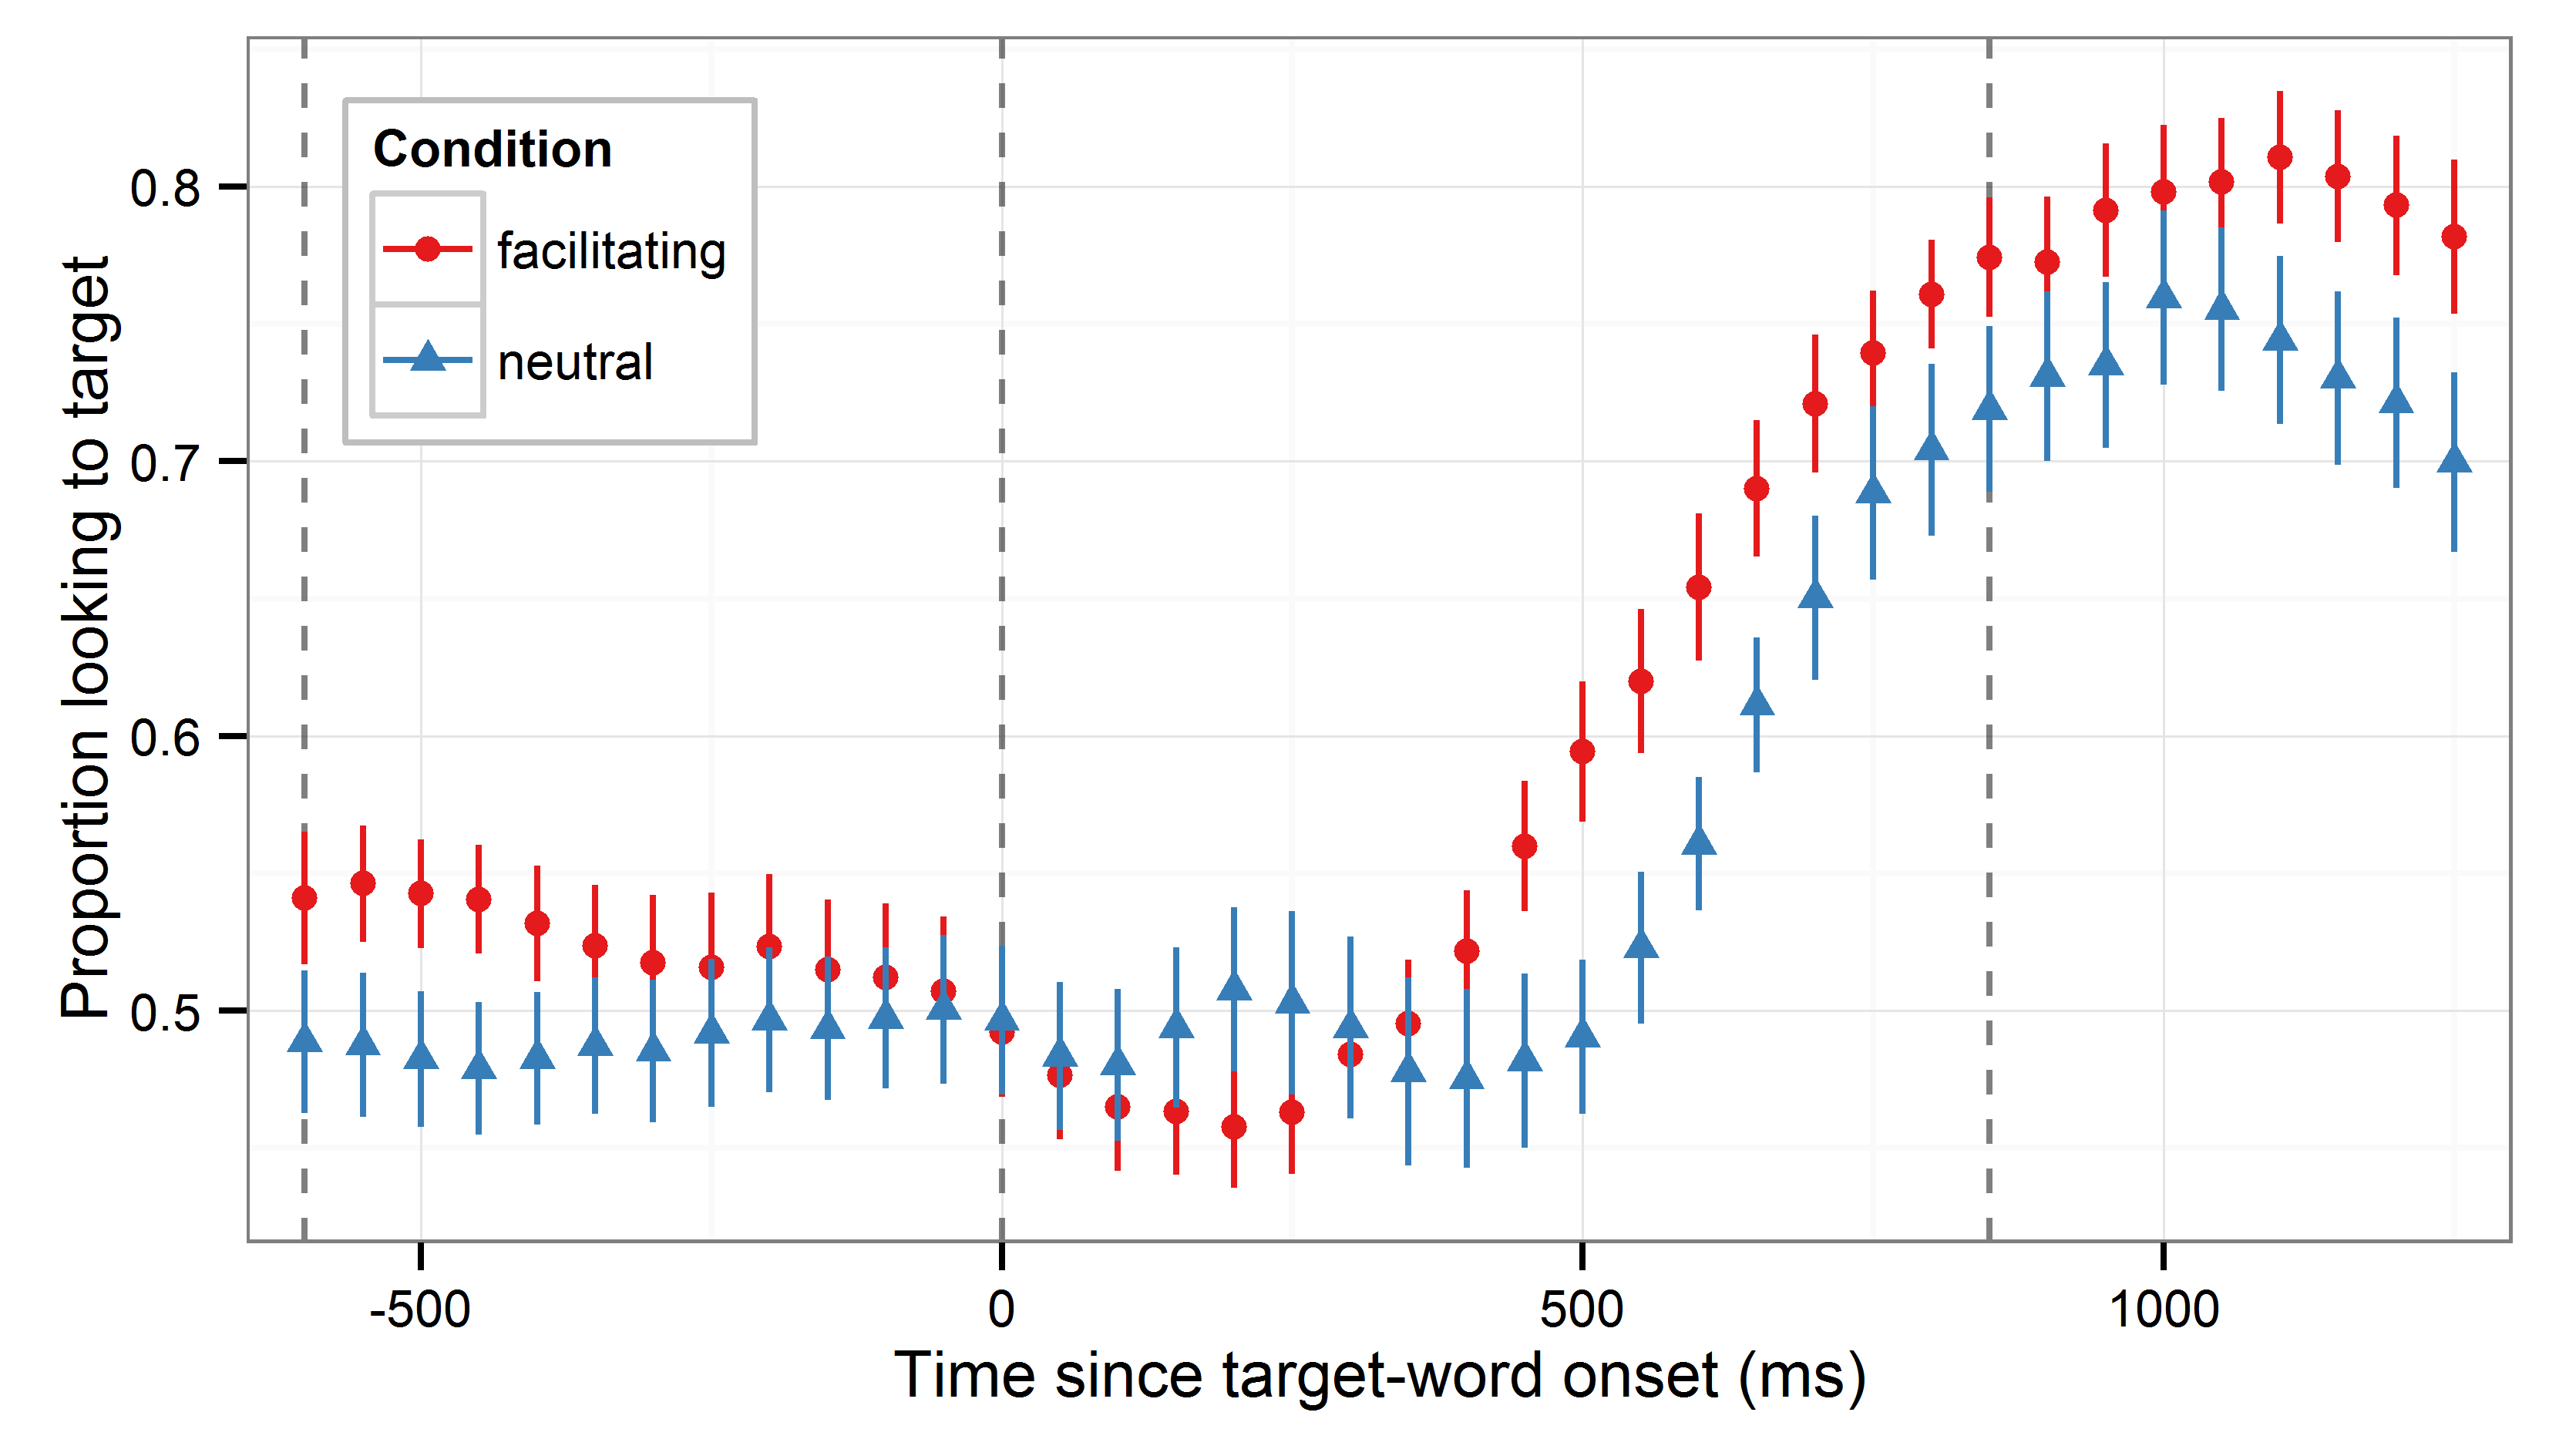 Condition
facilitating
neutral
Proportion looking to target
0.8
0.7
0.6
0.5
-500 0 500 1000
Time since target-word onset (ms)